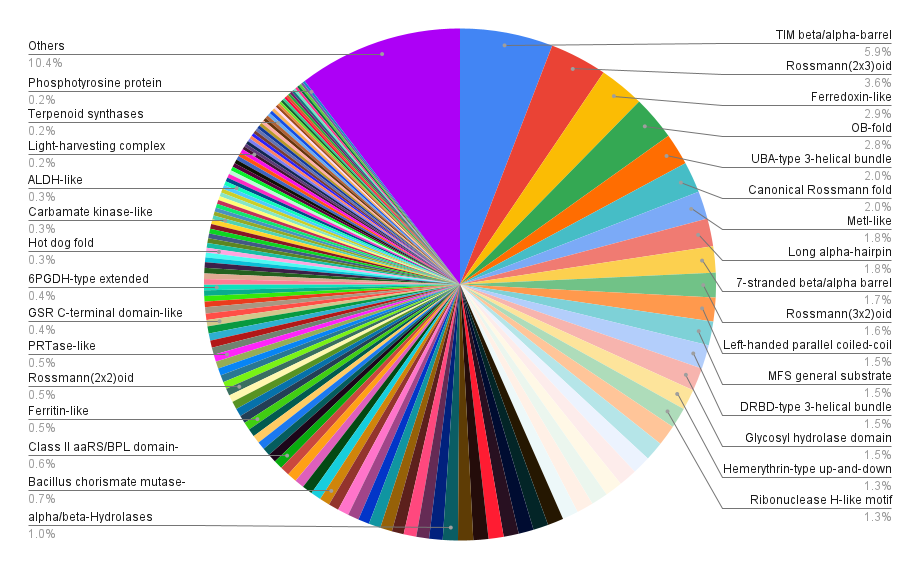 Others
10.4%
Phosphotyrosine protein
0.2%
Terpenoid synthases
0.2%
Light-harvesting complex
0.2%
ALDH-like
0.3%
Carbamate kinase-like
0.3%
Hot dog fold
0.3%
6PGDH-type extended
0.4%
GSR C-terminal domain-like
0.4%
PRTase-like
0.5%
Rossmann(2x2)oid
0.5%
Ferritin-like
0.5%
Class II aaRS/BPL domain-
0.6%
Bacillus chorismate mutase-
0.7%
alpha/beta-Hydrolases
1.0%
TIM beta/alpha-barrel
5.9%
Rossmann(2x3)oid
3.6%
Ferredoxin-like
2.9%
OB-fold
2.8%
UBA-type 3-helical bundle
2.0%
Canonical Rossmann fold
2.0%
Metl-like
1.8%
Long alpha-hairpin
1.8%
7-stranded beta/alpha barrel
1.7%
Rossmann(3x2)oid
1.6%
Left-handed parallel coiled-coil
1.5%
MFS general substrate
1.5%
DRBD-type 3-helical bundle
1.5%
Glycosyl hydrolase domain
1.5%
Hemerythrin-type up-and-down
1.3%
Ribonuclease H-like motif
1.3%